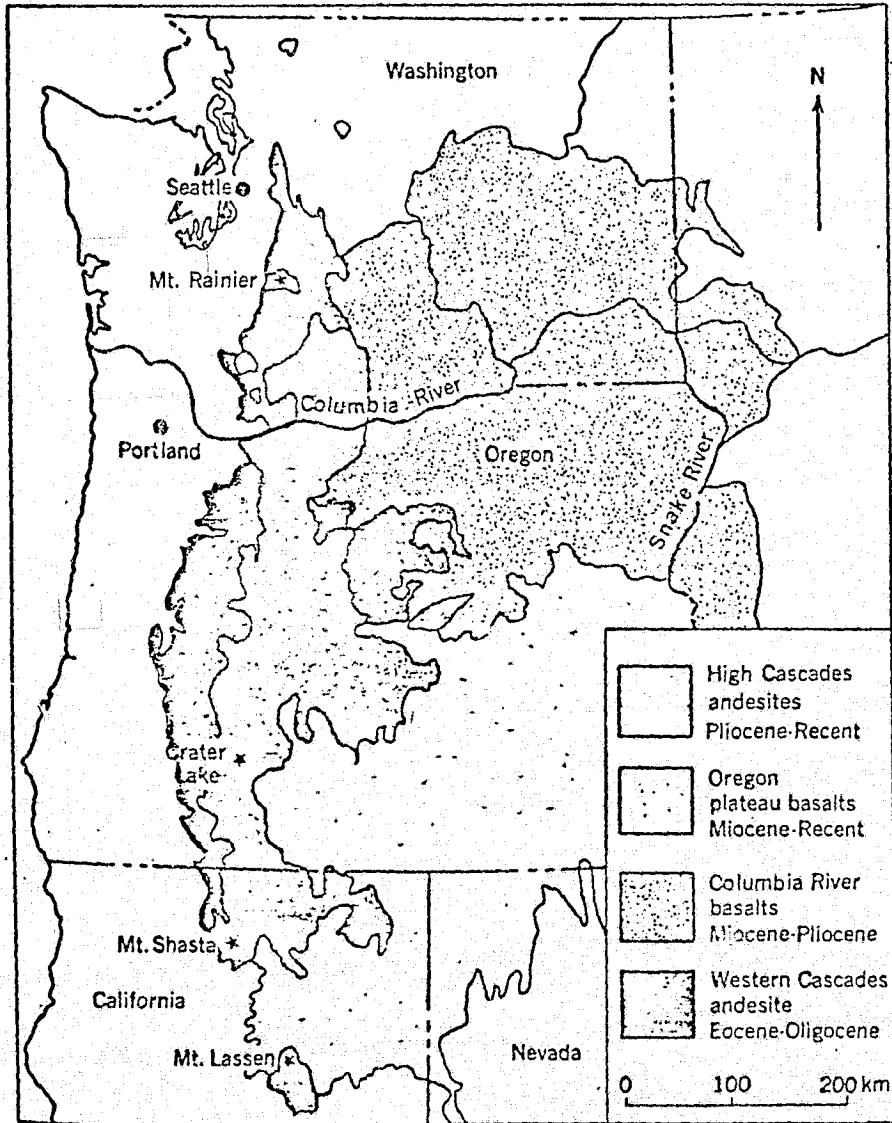 Washington
N
Seattle
Mt. Rainier
Columbia River
Portland
Oregon
Snake River
Crater
Lake
Mt. Shasta
California
Mt. Lassen
Nevada
High Cascades
andesites
Pliocene-Recent
Oregon
plateau basalts
Miocene-Recent
Columbia River
basalts
Miocene-Pliocene
Western Cascades
andesite
Eocene-Oligocene
0 100 200 km